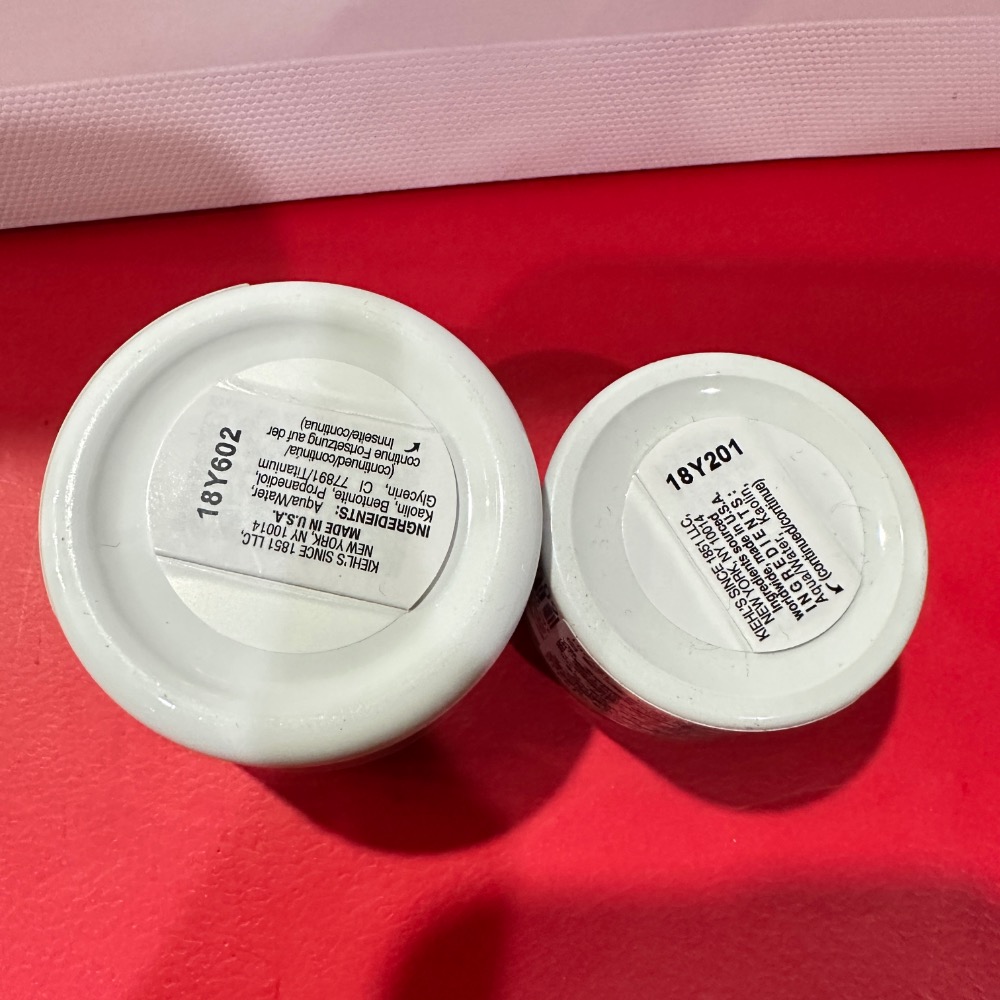 18Y602
KIEHL'S SINCE 1851 LLC,
NEW YORK, NY 10014
MADE IN U.S.A.
INGREDIENTS: Aqua/Water,
Kaolin, Bentonite, Propanediol,
Glycerin, CI 77891/Titanium
(continued/continúa/
continue Fortsetzung auf der
Innseite/continua)
18Y201
KIEHL'S SINCE 1851 LLC,
NEW YORK, NY 10014
Ingredients sourced
worldwide, made in USA.
INGREDIENTS:
Aqua/Water, Kaolin,
(continued/continue)